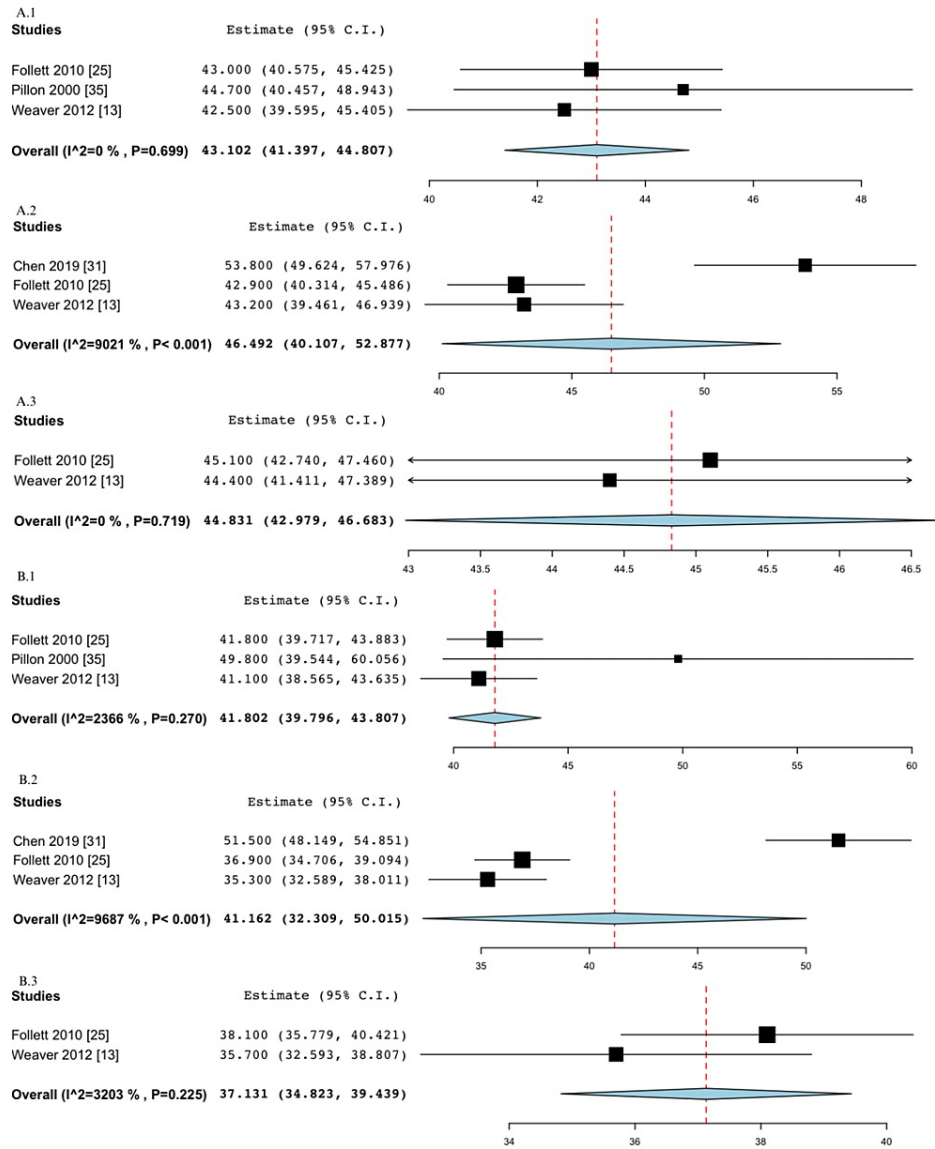 A.1
Studies Estimate (95% C.I.)
Follett 2010 [25] 43.000 (40.575, 45.425)
Pillon 2000 [35] 44.700 (40.457, 48.943)
Weaver 2012 [13] 42.500 (39.595, 45.405)
Overall (I^2=0 % , P=0.699) 43.102 (41.397, 44.807)
40 42 44 46 48
A.2
Studies Estimate (95% C.I.)
Chen 2019 [31] 53.800 (49.624, 57.976)
Follett 2010 [25] 42.900 (40.314, 45.486)
Weaver 2012 [13] 43.200 (39.461, 46.939)
Overall (I^2=9021 % , P< 0.001) 46.492 (40.107, 52.877)
40 45 50 55
A.3
Studies Estimate (95% C.I.)
Follett 2010 [25] 45.100 (42.740, 47.460)
Weaver 2012 [13] 44.400 (41.411, 47.389)
Overall (I^2=0 % , P=0.719) 44.831 (42.979, 46.683)
43 43.5 44 44.5 45 45.5 46 46.5
B.1
Studies Estimate (95% C.I.)
Follett 2010 [25] 41.800 (39.717, 43.883)
Pillon 2000 [35] 49.800 (39.544, 60.056)
Weaver 2012 [13] 41.100 (38.565, 43.635)
Overall (I^2=2366 % , P=0.270) 41.802 (39.796, 43.807)
40 45 50 55 60
B.2
Studies Estimate (95% C.I.)
Chen 2019 [31] 51.500 (48.149, 54.851)
Follett 2010 [25] 36.900 (34.706, 39.094)
Weaver 2012 [13] 35.300 (32.589, 38.011)
Overall (I^2=9687 % , P< 0.001) 41.162 (32.309, 50.015)
35 40 45 50
B.3
Studies Estimate (95% C.I.)
Follett 2010 [25] 38.100 (35.779, 40.421)
Weaver 2012 [13] 35.700 (32.593, 38.807)
Overall (I^2=3203 % , P=0.225) 37.131 (34.823, 39.439)
34 36 38 40